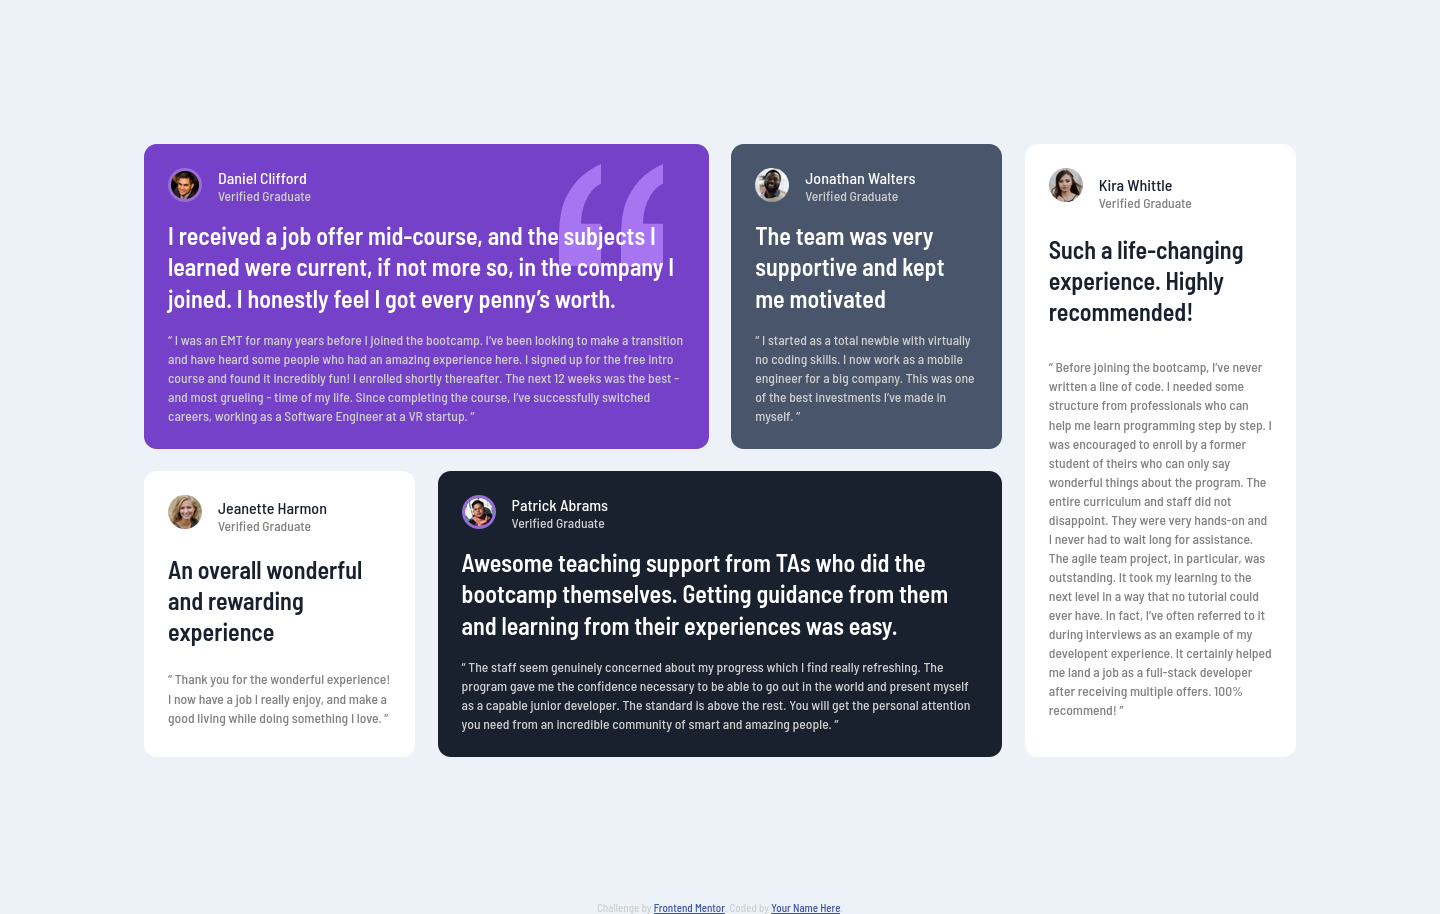 Daniel Clifford
Verified Graduate
I received a job offer mid-course, and the subjects I
learned were current, if not more so, in the company I
joined. I honestly feel I got every penny’s worth.
“ I was an EMT for many years before I joined the bootcamp. I’ve been looking to make a transition
and have heard some people who had an amazing experience here. I signed up for the free intro
course and found it incredibly fun! I enrolled shortly thereafter. The next 12 weeks was the best -
and most grueling - time of my life. Since completing the course, I’ve successfully switched
careers, working as a Software Engineer at a VR startup. ”
Jonathan Walters
Verified Graduate
The team was very
supportive and kept
me motivated
“ I started as a total newbie with virtually
no coding skills. I now work as a mobile
engineer for a big company. This was one
of the best investments I’ve made in
myself. ”
Kira Whittle
Verified Graduate
Such a life-changing
experience. Highly
recommended!
“ Before joining the bootcamp, I’ve never
written a line of code. I needed some
structure from professionals who can
help me learn programming step by step. I
was encouraged to enroll by a former
student of theirs who can only say
wonderful things about the program. The
entire curriculum and staff did not
disappoint. They were very hands-on and
I never had to wait long for assistance.
The agile team project, in particular, was
outstanding. It took my learning to the
next level in a way that no tutorial could
ever have. In fact, I’ve often referred to it
during interviews as an example of my
developent experience. It certainly helped
me land a job as a full-stack developer
after receiving multiple offers. 100%
recommend! ”
Jeanette Harmon
Verified Graduate
An overall wonderful
and rewarding
experience
“ Thank you for the wonderful experience!
I now have a job I really enjoy, and make a
good living while doing something I love. ”
Patrick Abrams
Verified Graduate
Awesome teaching support from TAs who did the
bootcamp themselves. Getting guidance from them
and learning from their experiences was easy.
“ The staff seem genuinely concerned about my progress which I find really refreshing. The
program gave me the confidence necessary to be able to go out in the world and present myself
as a capable junior developer. The standard is above the rest. You will get the personal attention
you need from an incredible community of smart and amazing people. ”
Challenge by Frontend Mentor. Coded by Your Name Here.